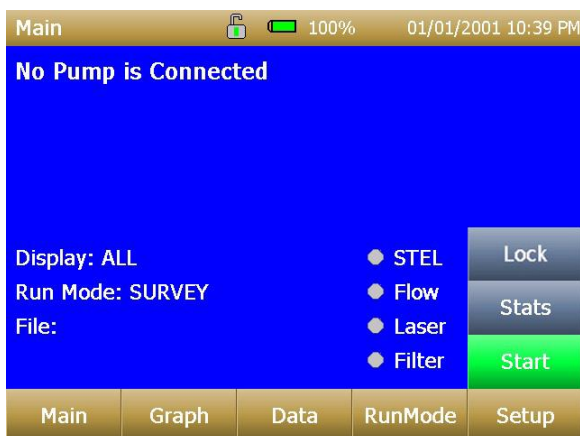 Main 100% 01/01/2001 10:39 PM
No Pump is Connected
Display: ALL
Run Mode: SURVEY
File:
STEL
Flow
Laser
Filter
Lock
Stats
Start
Main Graph Data RunMode Setup